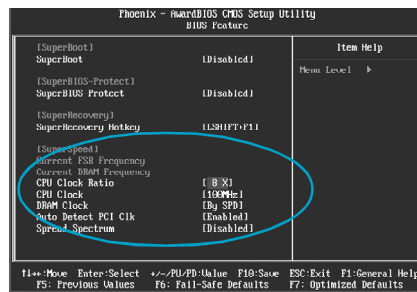 Phoenix - AwardBIOS CMOS Setup Utility
BIOS Feature
[SuperBoot]
SuperBoot [Disabled]
[SuperBIOS-Protect]
SuperBIOS Protect [Disabled]
[SuperRecovery]
SuperRecovery Hotkey [LSHIFT+F1]
[SuperSpeed]
Current FSB Frequency
Current DRAM Frequency
CPU Clock Ratio [ 8 X]
CPU Clock [100MHz]
DRAM Clock [By SPD]
Auto Detect PCI Clk [Enabled]
Spread Spectrum [Disabled]
Item Help
Menu Level ▶
↑↓→←:Move Enter:Select +/-/PU/PD:Value F10:Save ESC:Exit F1:General Help
F5: Previous Values F6: Fail-Safe Defaults F7: Optimized Defaults